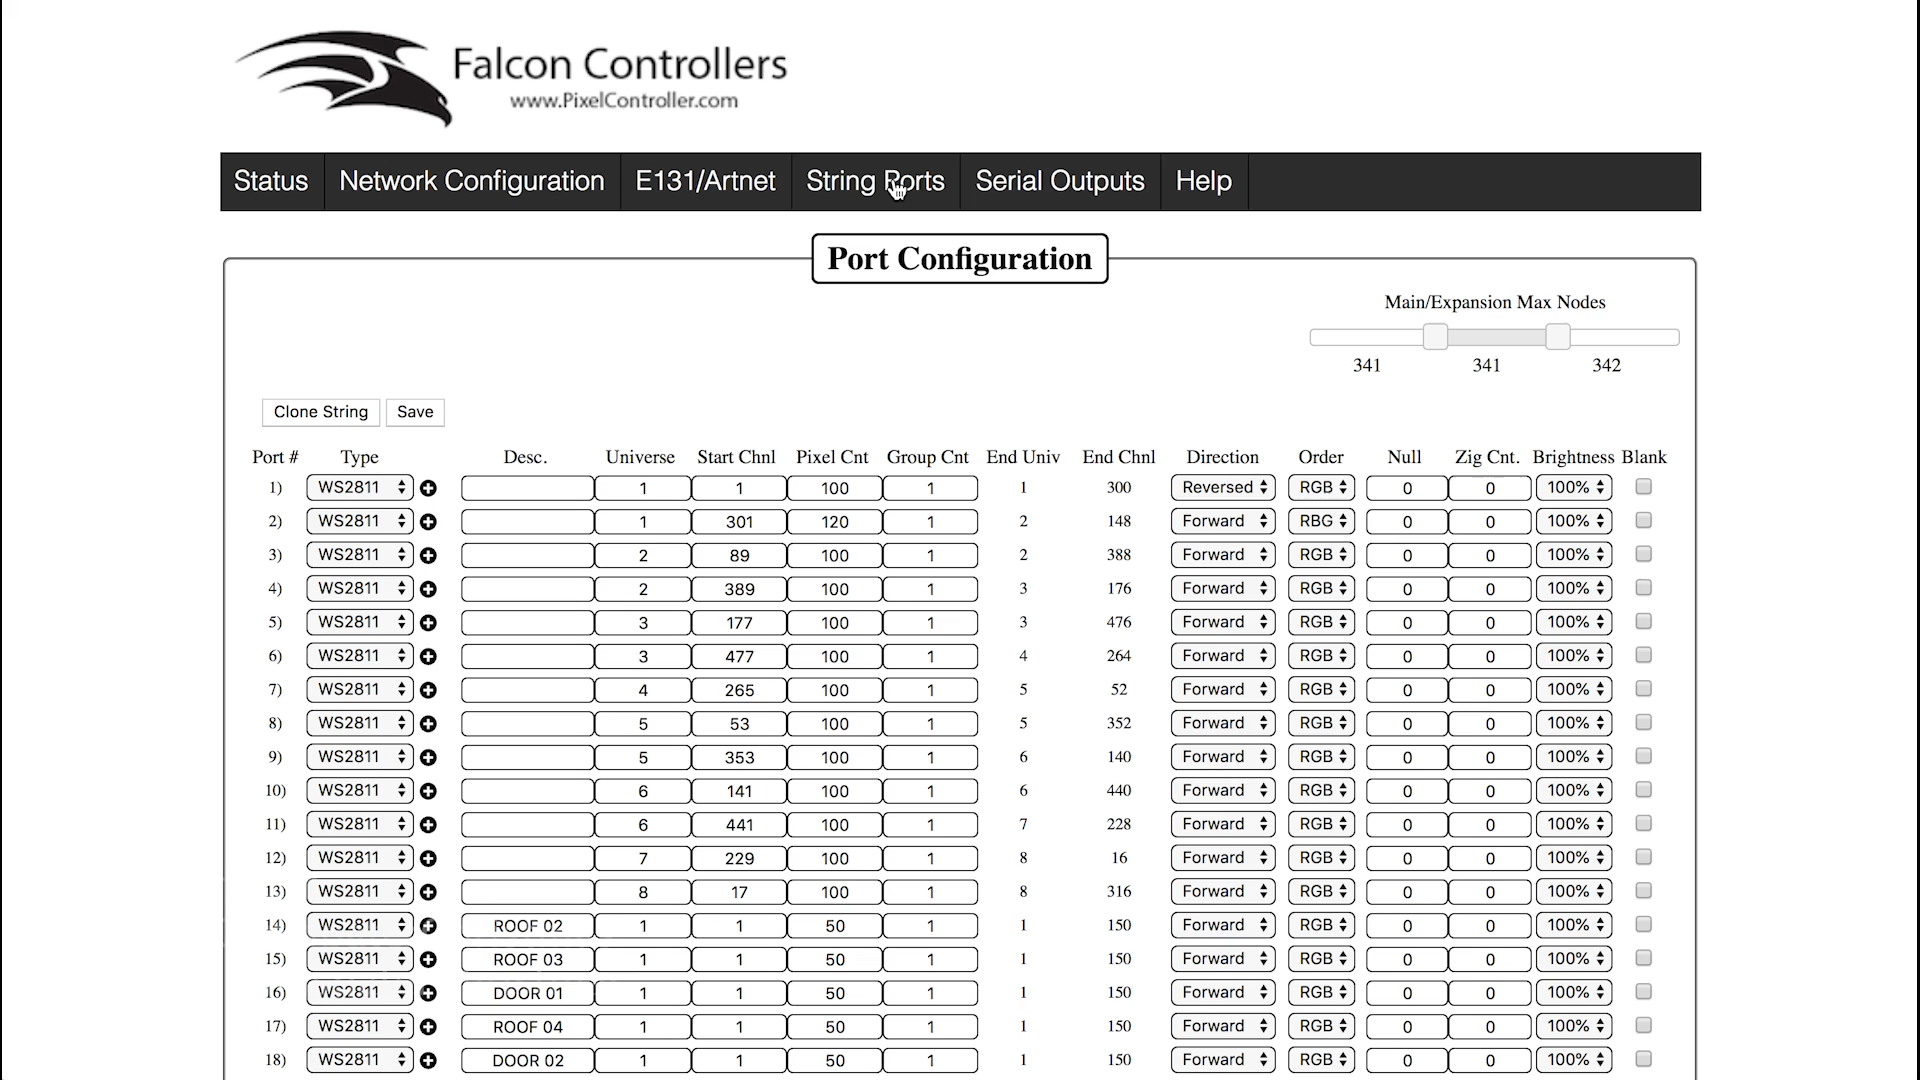 Falcon Controllers
www.PixelController.com
Status Network Configuration E131/Artnet String Ports Serial Outputs Help
Port Configuration
Main/Expansion Max Nodes
341 341 342
Clone String Save
Port # Type Desc. Universe Start Chnl Pixel Cnt Group Cnt End Univ End Chnl Direction Order Null Zig Cnt. Brightness Blank
1) WS2811 1 1 100 1 1 300 Reversed RGB 0 0 100%
2) WS2811 1 301 120 1 2 148 Forward RBG 0 0 100%
3) WS2811 2 89 100 1 2 388 Forward RGB 0 0 100%
4) WS2811 2 389 100 1 3 176 Forward RGB 0 0 100%
5) WS2811 3 177 100 1 3 476 Forward RGB 0 0 100%
6) WS2811 3 477 100 1 4 264 Forward RGB 0 0 100%
7) WS2811 4 265 100 1 5 52 Forward RGB 0 0 100%
8) WS2811 5 53 100 1 5 352 Forward RGB 0 0 100%
9) WS2811 5 353 100 1 6 140 Forward RGB 0 0 100%
10) WS2811 6 141 100 1 6 440 Forward RGB 0 0 100%
11) WS2811 6 441 100 1 7 228 Forward RGB 0 0 100%
12) WS2811 7 229 100 1 8 16 Forward RGB 0 0 100%
13) WS2811 8 17 100 1 8 316 Forward RGB 0 0 100%
14) WS2811 ROOF 02 1 1 50 1 1 150 Forward RGB 0 0 100%
15) WS2811 ROOF 03 1 1 50 1 1 150 Forward RGB 0 0 100%
16) WS2811 DOOR 01 1 1 50 1 1 150 Forward RGB 0 0 100%
17) WS2811 ROOF 04 1 1 50 1 1 150 Forward RGB 0 0 100%
18) WS2811 DOOR 02 1 1 50 1 1 150 Forward RGB 0 0 100%